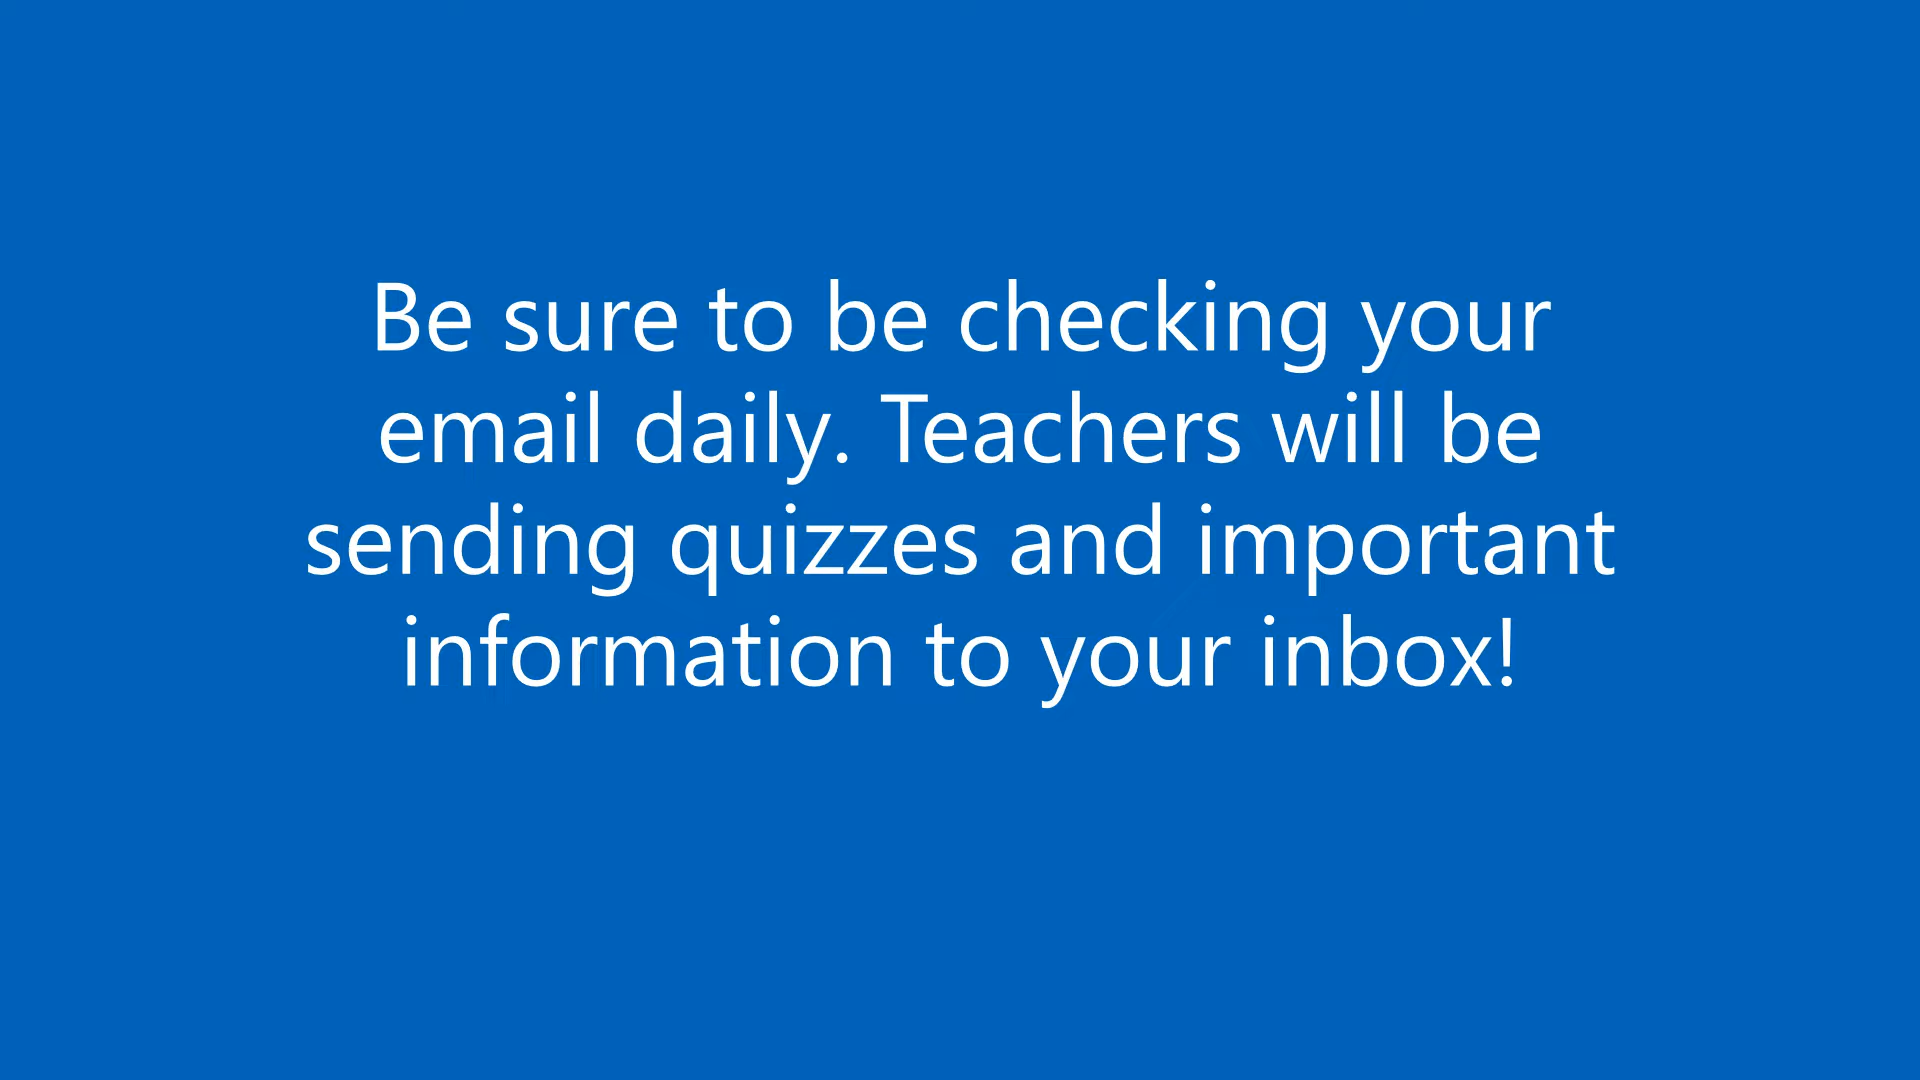 Be sure to be checking your
email daily. Teachers will be
sending quizzes and important
information to your inbox!